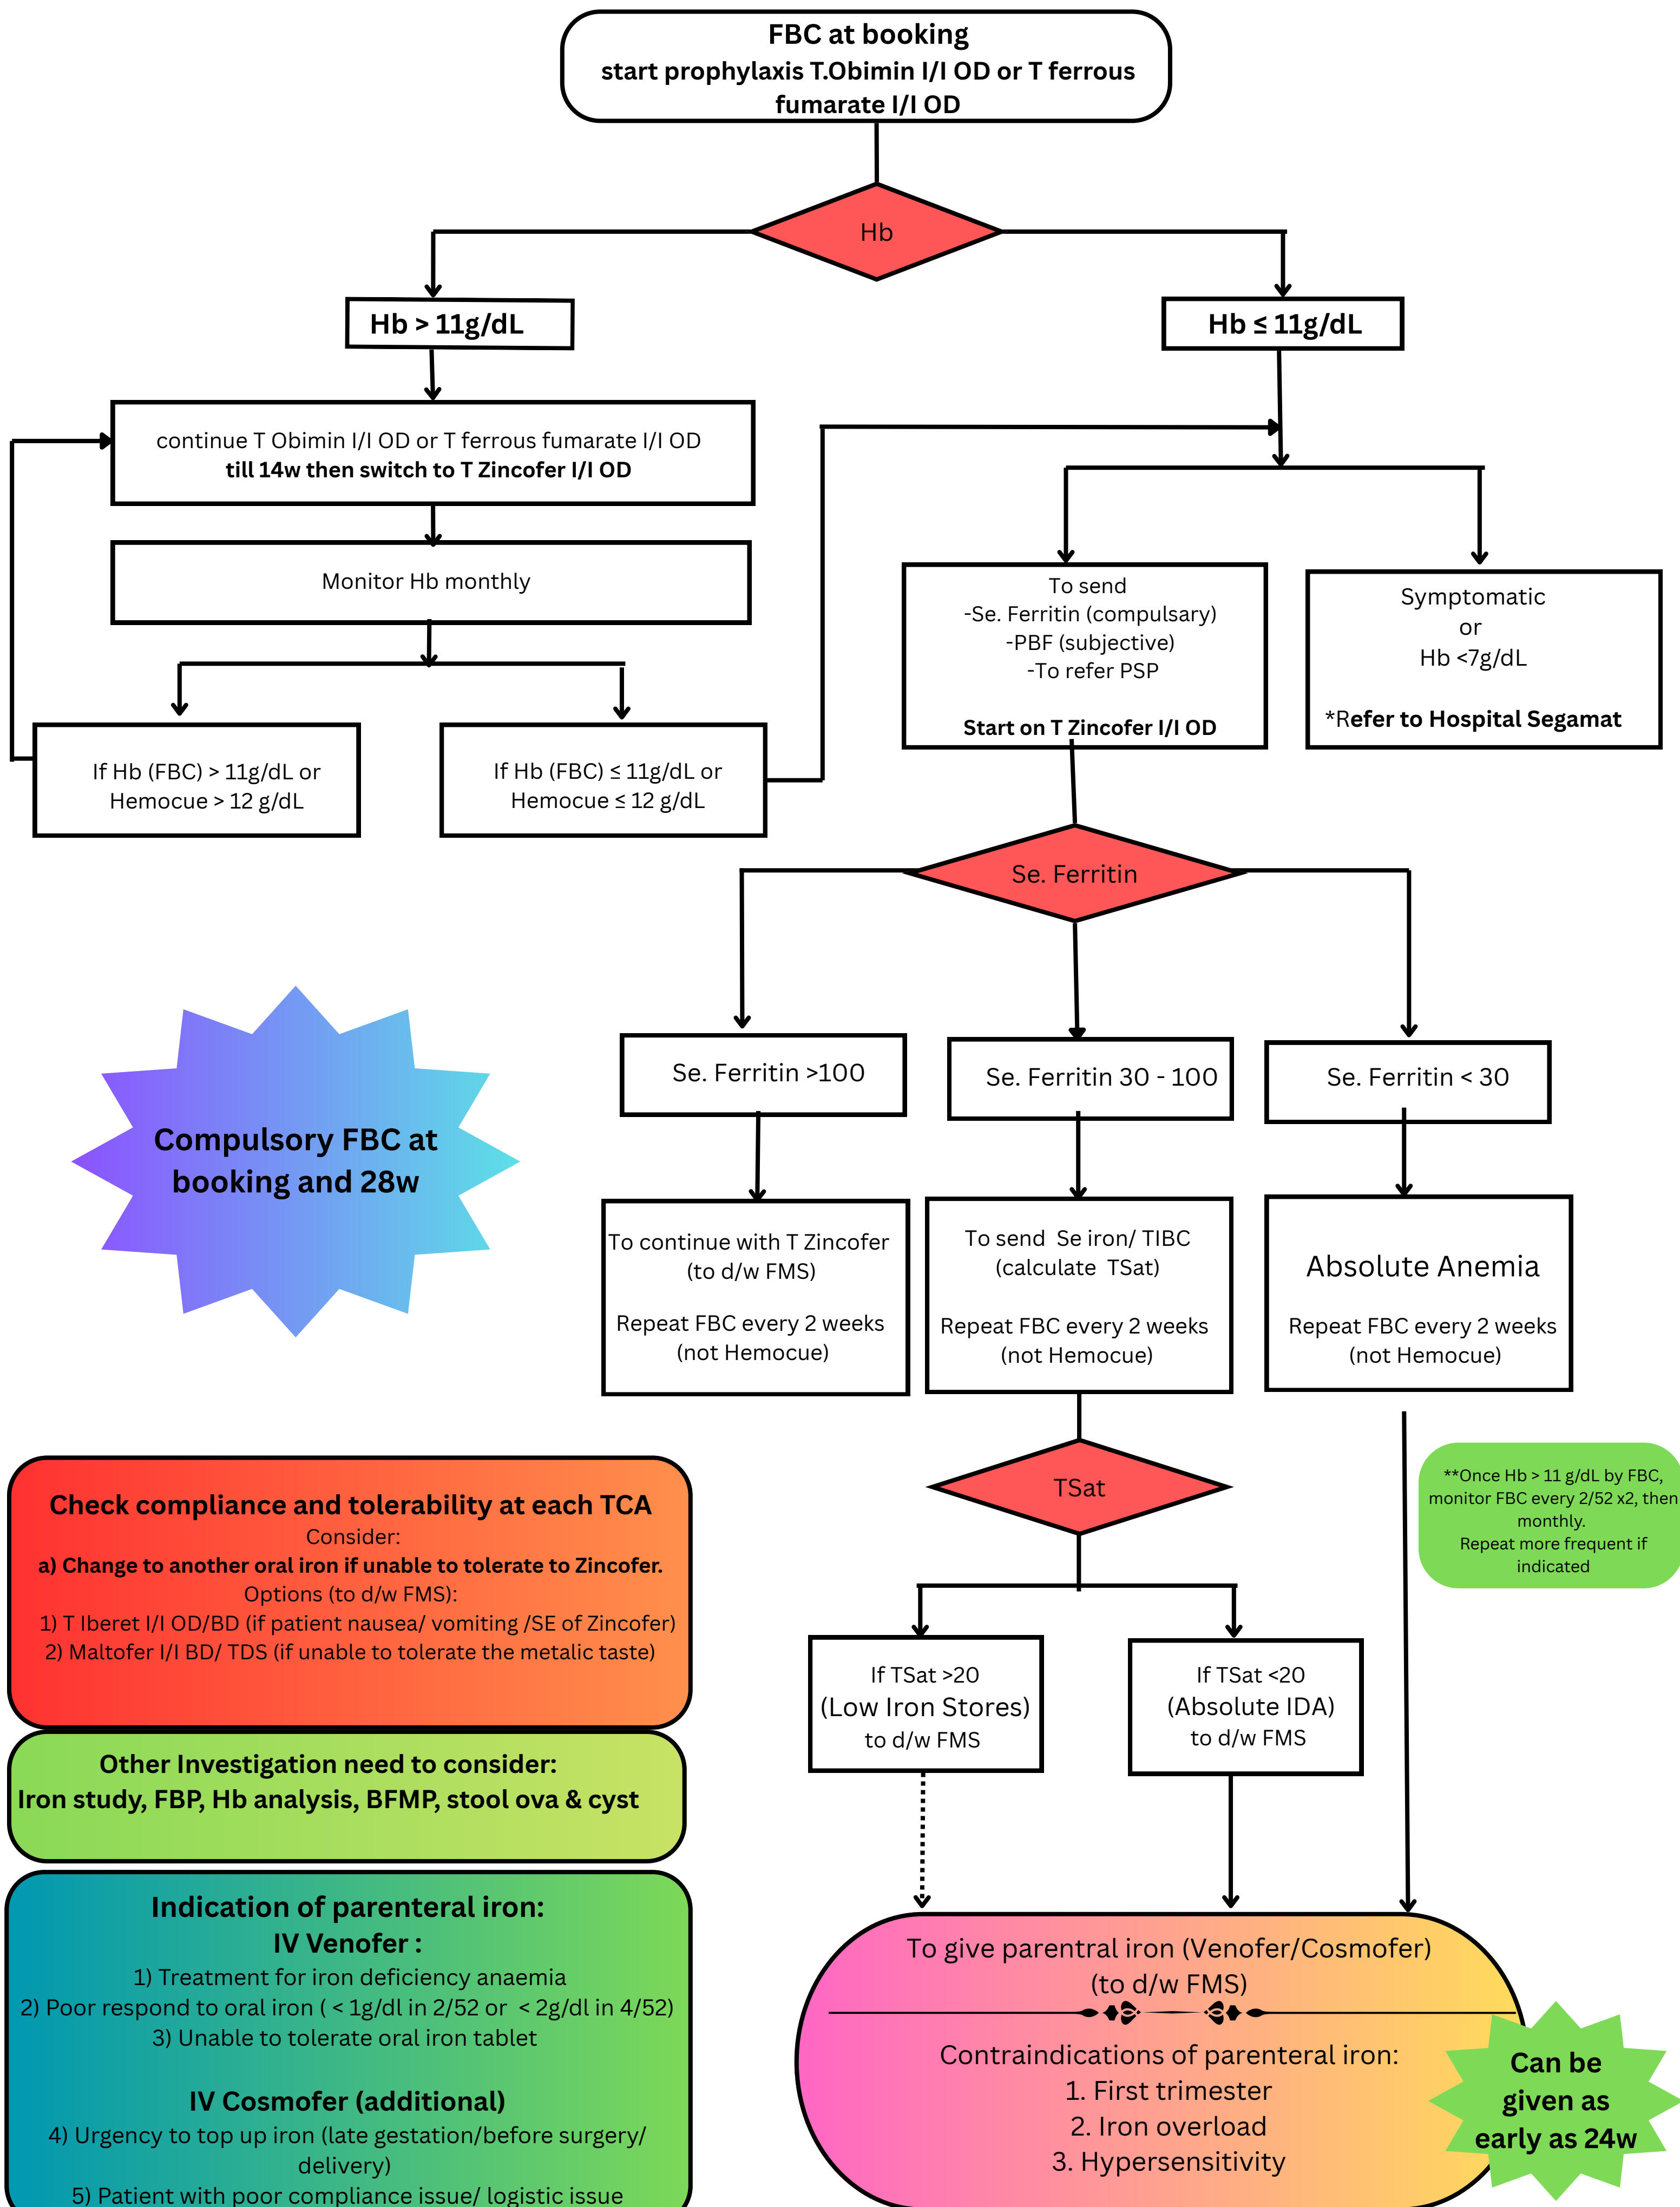 FBC at booking
start prophylaxis T.Obimin I/I OD or T ferrous
fumarate I/I OD
Hb
Hb > 11g/dL
Hb ≤ 11g/dL
continue T Obimin I/I OD or T ferrous fumarate I/I OD
till 14w then switch to T Zincofer I/I OD
Monitor Hb monthly
If Hb (FBC) > 11g/dL or
Hemocue > 12 g/dL
If Hb (FBC) ≤ 11g/dL or
Hemocue ≤ 12 g/dL
To send
-Se. Ferritin (compulsary)
-PBF (subjective)
-To refer PSP
Start on T Zincofer I/I OD
Symptomatic
or
Hb <7g/dL
*Refer to Hospital Segamat
Se. Ferritin
Se. Ferritin >100
Se. Ferritin 30 - 100
Se. Ferritin < 30
To continue with T Zincofer
(to d/w FMS)
Repeat FBC every 2 weeks
(not Hemocue)
To send Se iron/ TIBC
(calculate TSat)
Repeat FBC every 2 weeks
(not Hemocue)
Absolute Anemia
Repeat FBC every 2 weeks
(not Hemocue)
Compulsory FBC at
booking and 28w
TSat
**Once Hb > 11 g/dL by FBC,
monitor FBC every 2/52 x2, then
monthly.
Repeat more frequent if
indicated
If TSat >20
(Low Iron Stores)
to d/w FMS
If TSat <20
(Absolute IDA)
to d/w FMS
Check compliance and tolerability at each TCA
Consider:
a) Change to another oral iron if unable to tolerate to Zincofer.
Options (to d/w FMS):
1) T Iberet I/I OD/BD (if patient nausea/ vomiting /SE of Zincofer)
2) Maltofer I/I BD/ TDS (if unable to tolerate the metalic taste)
Other Investigation need to consider:
Iron study, FBP, Hb analysis, BFMP, stool ova & cyst
Indication of parenteral iron:
IV Venofer :
1) Treatment for iron deficiency anaemia
2) Poor respond to oral iron ( < 1g/dl in 2/52 or < 2g/dl in 4/52)
3) Unable to tolerate oral iron tablet
IV Cosmofer (additional)
4) Urgency to top up iron (late gestation/before surgery/
delivery)
5) Patient with poor compliance issue/ logistic issue
To give parentral iron (Venofer/Cosmofer)
(to d/w FMS)
Contraindications of parenteral iron:
1. First trimester
2. Iron overload
3. Hypersensitivity
Can be
given as
early as 24w